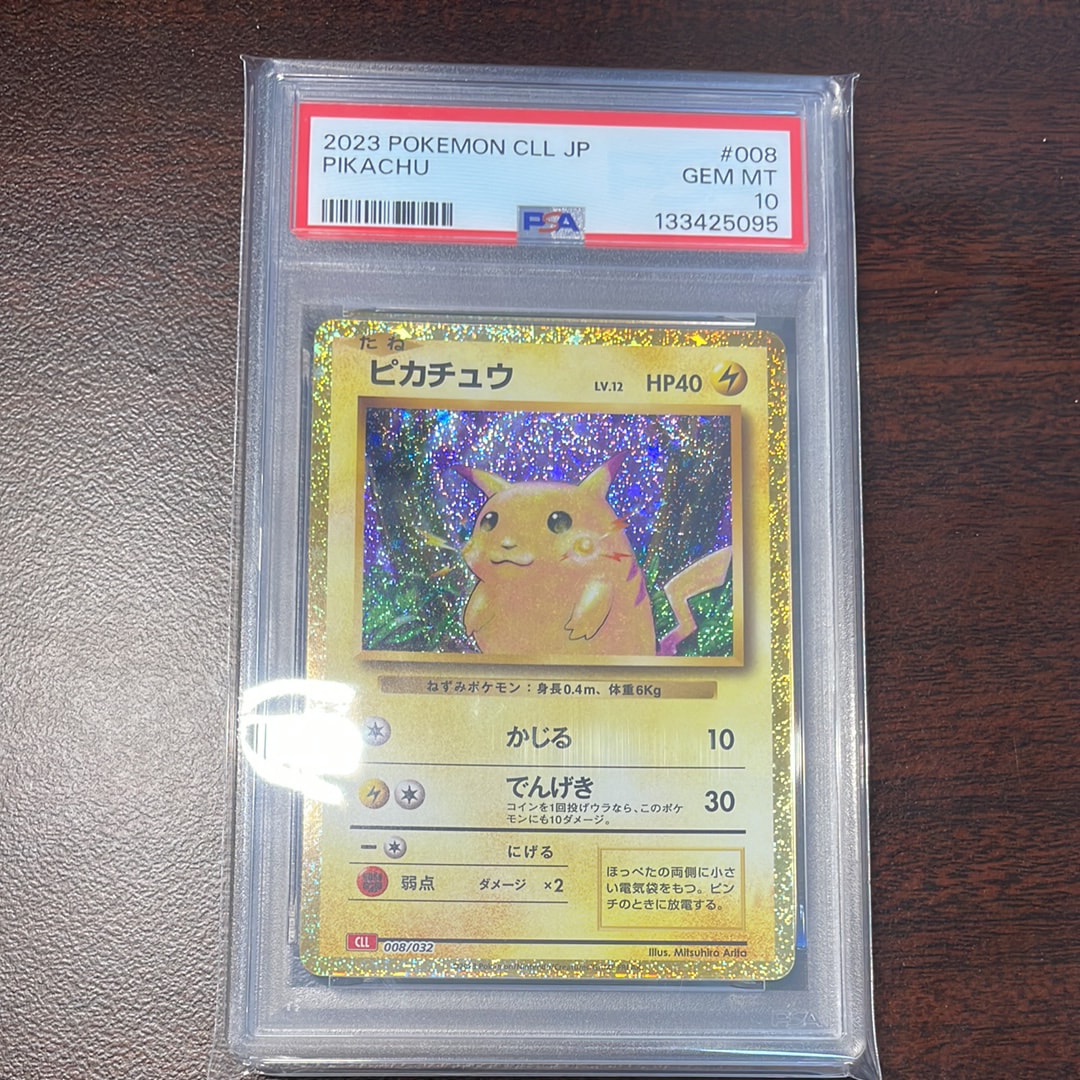 2023 POKEMON CLL JP #008
PIKACHU GEM MT
10
PSA 133425095
たね
ピカチュウ LV.12 HP40
ねずみポケモン：身長0.4m、体重6Kg
かじる 10
でんげき 30
コインを1回投げウラなら、このポケ
モンにも10ダメージ。
にげる
弱点 ダメージ ×2
ほっぺたの両側に小さ
い電気袋をもつ。ピン
チのときに放電する。
CLL 008/032
Illus. Mitsuhiro Arita
PSA